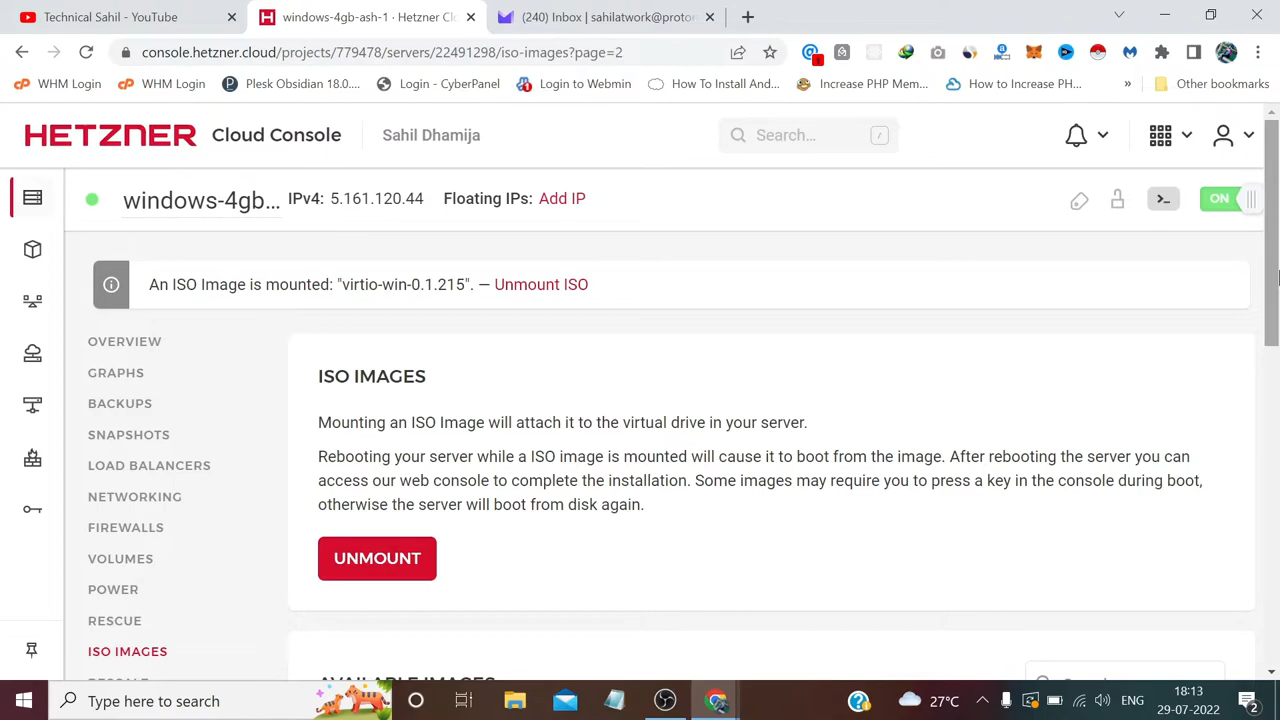 Technical Sahil - YouTube
windows-4gb-ash-1 · Hetzner Cl
(240) Inbox | sahilatwork@proton
console.hetzner.cloud/projects/779478/servers/22491298/iso-images?page=2
WHM Login
WHM Login
Plesk Obsidian 18.0....
Login - CyberPanel
Login to Webmin
How To Install And...
Increase PHP Mem...
How to Increase PH...
»
Other bookmarks
HETZNER
Cloud Console
Sahil Dhamija
Search...
/
windows-4gb...
IPv4: 5.161.120.44
Floating IPs: Add IP
ON
An ISO Image is mounted: "virtio-win-0.1.215". — Unmount ISO
OVERVIEW
GRAPHS
BACKUPS
SNAPSHOTS
LOAD BALANCERS
NETWORKING
FIREWALLS
VOLUMES
POWER
RESCUE
ISO IMAGES
ISO IMAGES
Mounting an ISO Image will attach it to the virtual drive in your server.
Rebooting your server while a ISO image is mounted will cause it to boot from the image. After rebooting the server you can
access our web console to complete the installation. Some images may require you to press a key in the console during boot,
otherwise the server will boot from disk again.
UNMOUNT
AVAILABLE IMAGES
Type here to search
27°C
ENG
18:13
29-07-2022
2